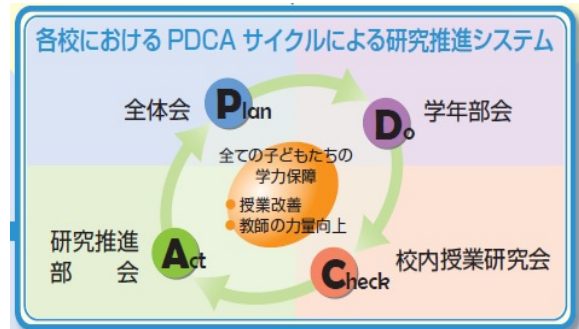 各校におけるPDCAサイクルによる研究推進システム
全体会
Plan
Do
学年部会
全ての子どもたちの
学力保障
● 授業改善
● 教師の力量向上
研究推進
部　会
Act
Check
校内授業研究会